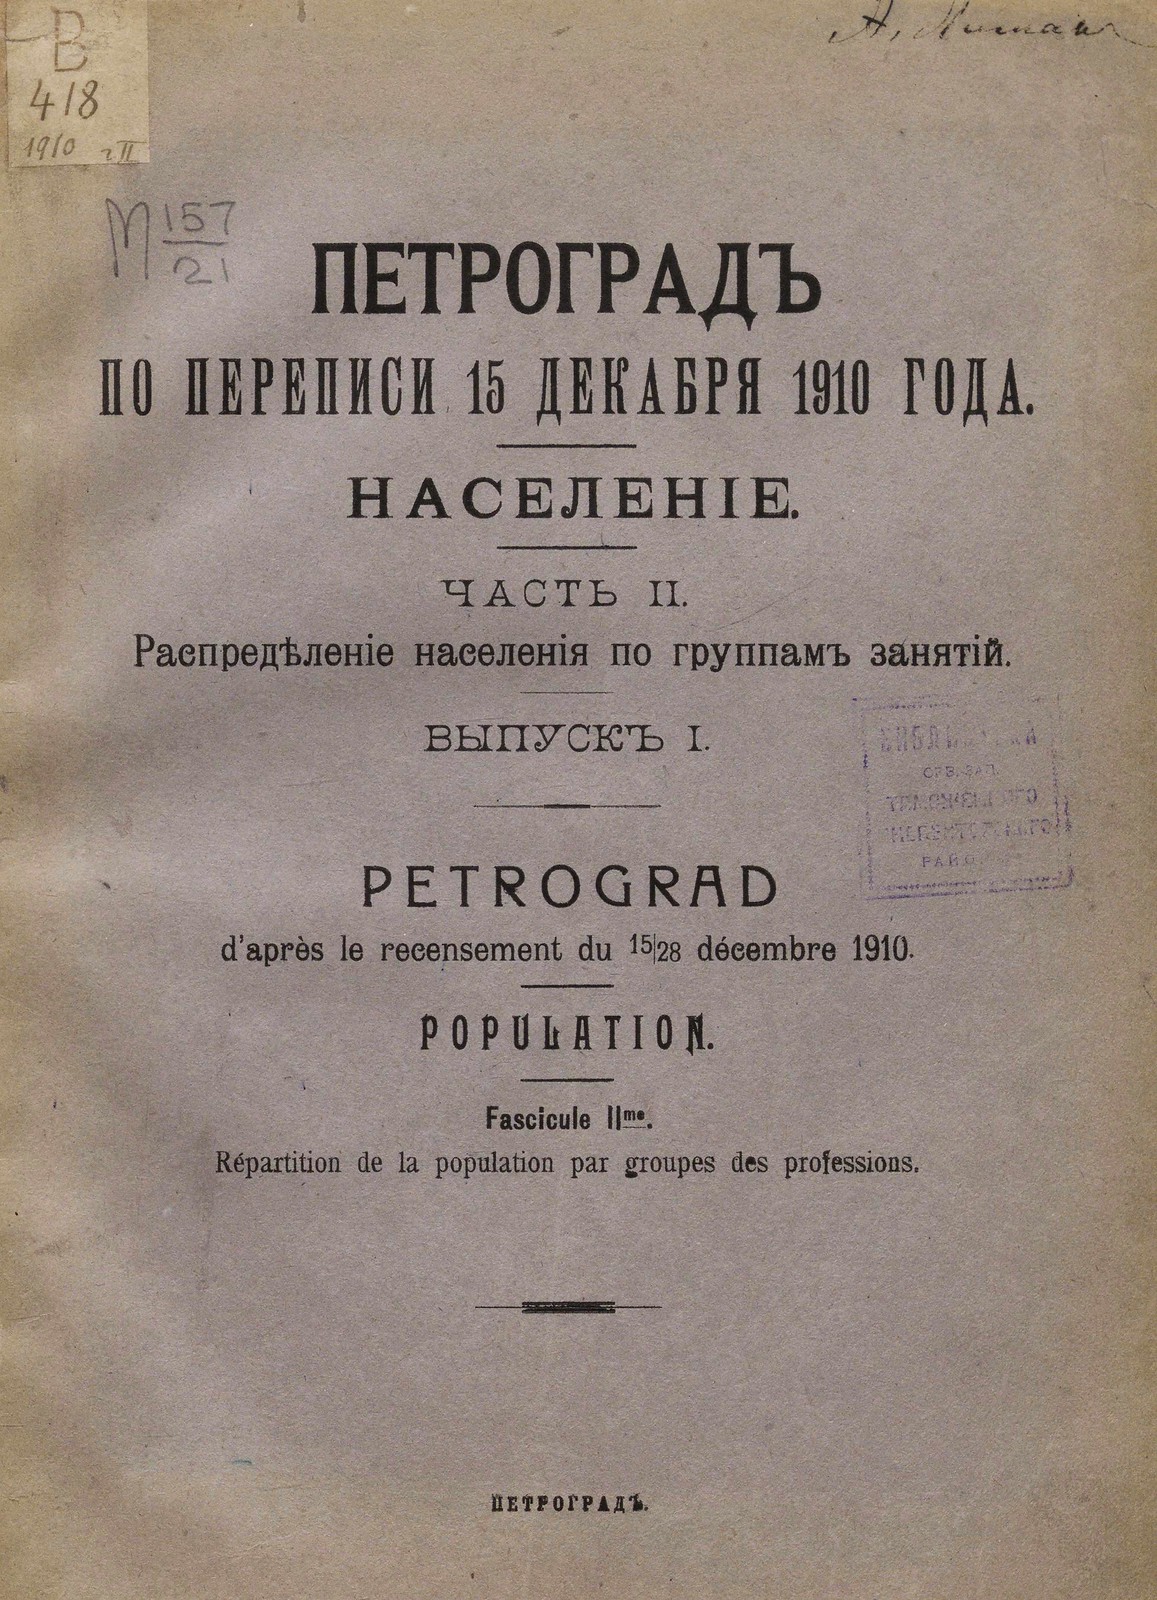 В
418
1910 ч II
М 157
21
ПЕТРОГРАДЪ
ПО ПЕРЕПИСИ 15 ДЕКАБРЯ 1910 ГОДА.
НАСЕЛЕНІЕ.
ЧАСТЬ II.
Распредѣленіе населенія по группамъ занятій.
ВЫПУСКЪ I.
БИБЛИОТЕКА
PETROGRAD
d'après le recensement du 15/28 décembre 1910.
POPULATION.
Fascicule IIme.
Répartition de la population par groupes des professions.
ПЕТРОГРАДЪ.